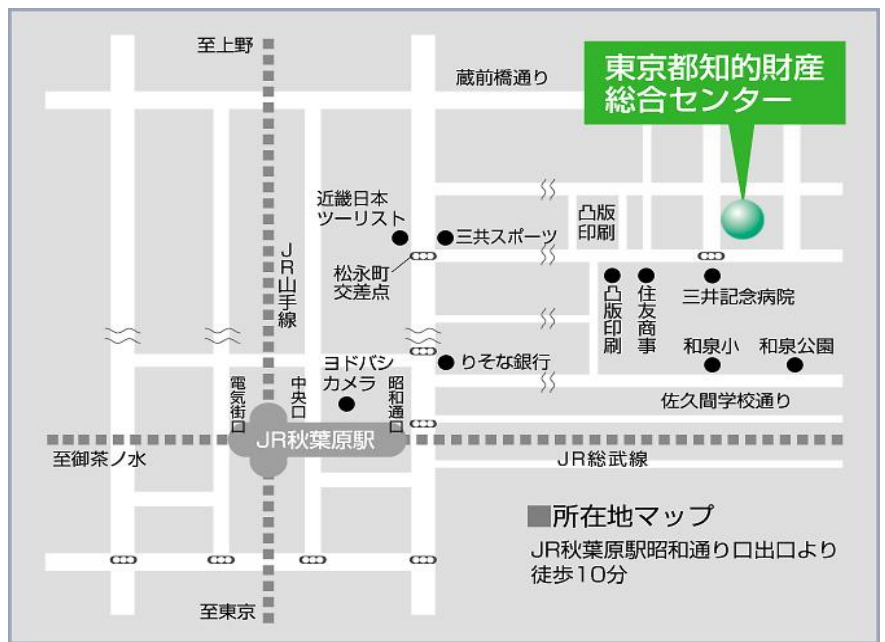 至上野
蔵前橋通り
東京都知的財産
総合センター
近畿日本
ツーリスト
三共スポーツ
凸版
印刷
JR山手線
松永町
交差点
凸版印刷
住友商事
三井記念病院
ヨドバシ
カメラ
りそな銀行
和泉小
和泉公園
電気街口
中央口
昭和通口
佐久間学校通り
JR秋葉原駅
至御茶ノ水
JR総武線
■所在地マップ
JR秋葉原駅昭和通り口出口より
徒歩10分
至東京